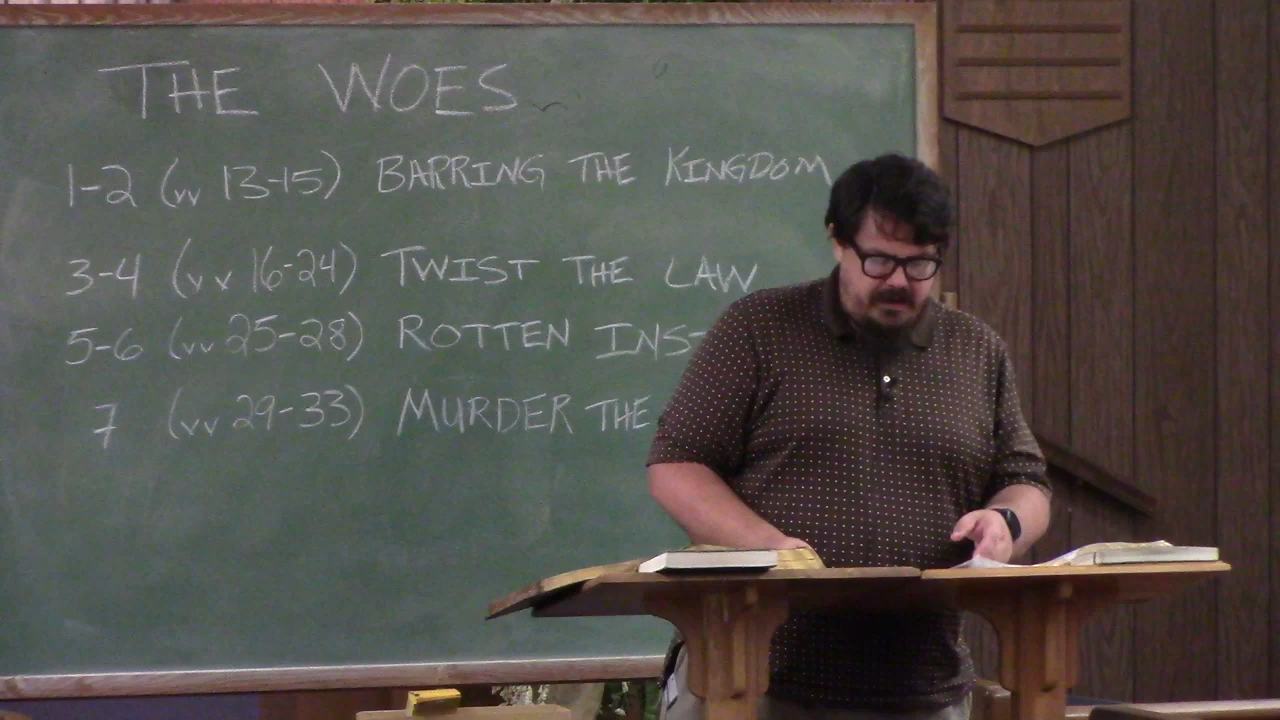 THE WOES
1-2 (vv 13-15) BARRING THE KINGDOM
3-4 (vv 16-24) TWIST THE LAW
5-6 (vv 25-28) ROTTEN INS
7 (vv 29-33) MURDER THE